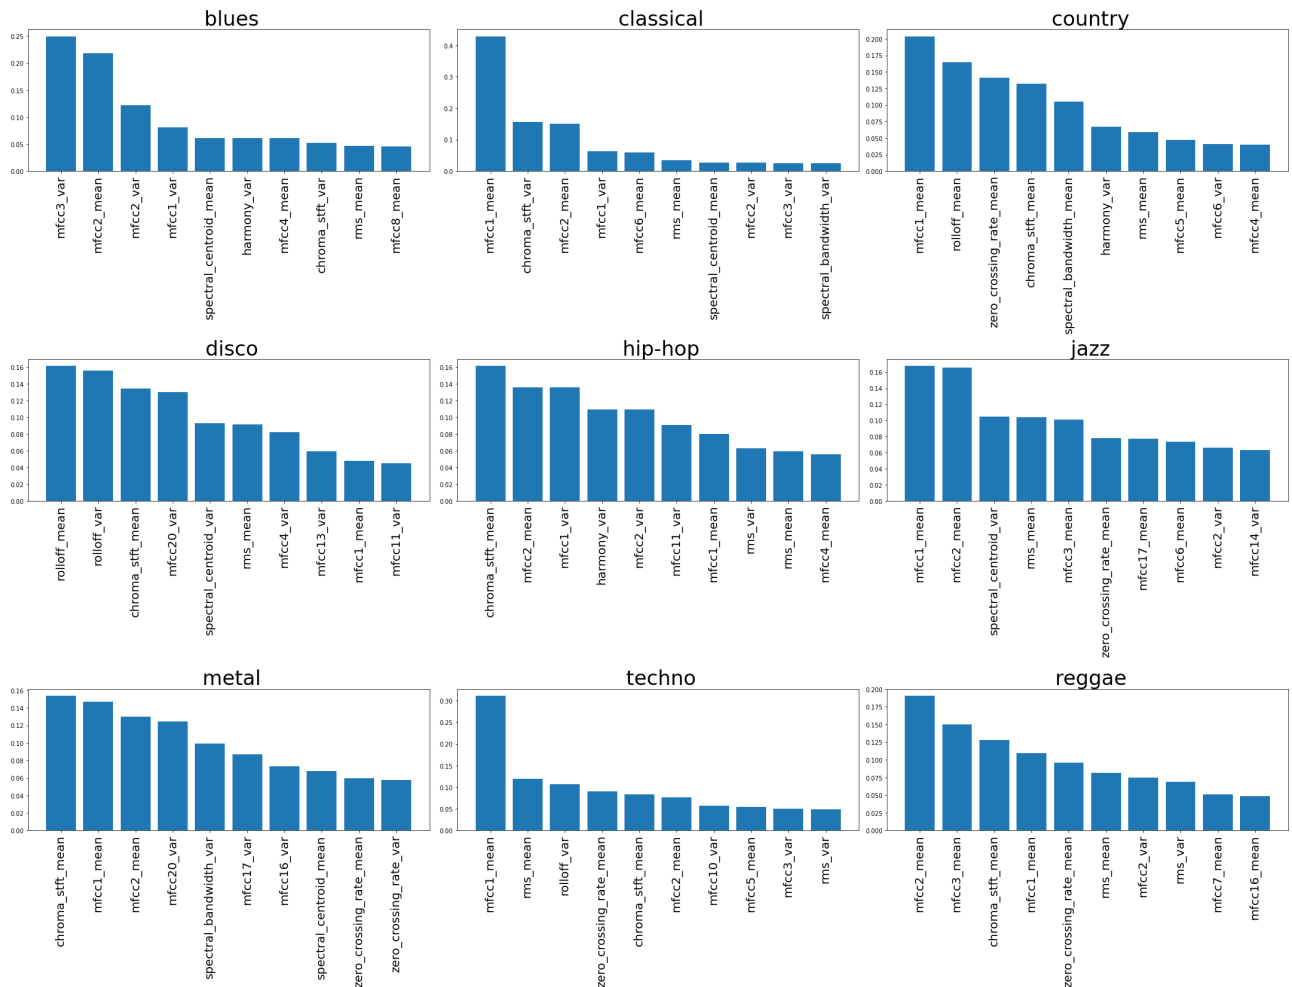 blues
0.25
0.20
0.15
0.10
0.05
0.00
mfcc3_var
mfcc2_mean
mfcc2_var
mfcc1_var
spectral_centroid_mean
harmony_var
mfcc4_mean
chroma_stft_var
rms_mean
mfcc8_mean
classical
0.4
0.3
0.2
0.1
0.0
mfcc1_mean
chroma_stft_var
mfcc2_mean
mfcc1_var
mfcc6_mean
rms_mean
spectral_centroid_mean
mfcc2_var
mfcc3_var
spectral_bandwidth_var
country
0.200
0.175
0.150
0.125
0.100
0.075
0.050
0.025
0.000
mfcc1_mean
rolloff_mean
zero_crossing_rate_mean
chroma_stft_mean
spectral_bandwidth_mean
harmony_var
rms_mean
mfcc5_mean
mfcc6_var
mfcc4_mean
disco
0.16
0.14
0.12
0.10
0.08
0.06
0.04
0.02
0.00
rolloff_mean
rolloff_var
chroma_stft_mean
mfcc20_var
spectral_centroid_var
rms_mean
mfcc4_var
mfcc13_var
mfcc1_mean
mfcc11_var
hip-hop
0.16
0.14
0.12
0.10
0.08
0.06
0.04
0.02
0.00
chroma_stft_mean
mfcc2_mean
mfcc1_var
harmony_var
mfcc2_var
mfcc11_var
mfcc1_mean
rms_var
rms_mean
mfcc4_mean
jazz
0.16
0.14
0.12
0.10
0.08
0.06
0.04
0.02
0.00
mfcc1_mean
mfcc2_mean
spectral_centroid_var
rms_mean
mfcc3_mean
zero_crossing_rate_mean
mfcc17_mean
mfcc6_mean
mfcc2_var
mfcc14_var
metal
0.16
0.14
0.12
0.10
0.08
0.06
0.04
0.02
0.00
chroma_stft_mean
mfcc1_mean
mfcc2_mean
mfcc20_var
spectral_bandwidth_var
mfcc17_var
mfcc16_var
spectral_centroid_mean
zero_crossing_rate_mean
zero_crossing_rate_var
techno
0.30
0.25
0.20
0.15
0.10
0.05
0.00
mfcc1_mean
rms_mean
rolloff_var
zero_crossing_rate_mean
chroma_stft_mean
mfcc2_mean
mfcc10_var
mfcc5_mean
mfcc3_var
rms_var
reggae
0.200
0.175
0.150
0.125
0.100
0.075
0.050
0.025
0.000
mfcc2_mean
mfcc3_mean
chroma_stft_mean
mfcc1_mean
zero_crossing_rate_mean
rms_mean
mfcc2_var
rms_var
mfcc7_mean
mfcc16_mean